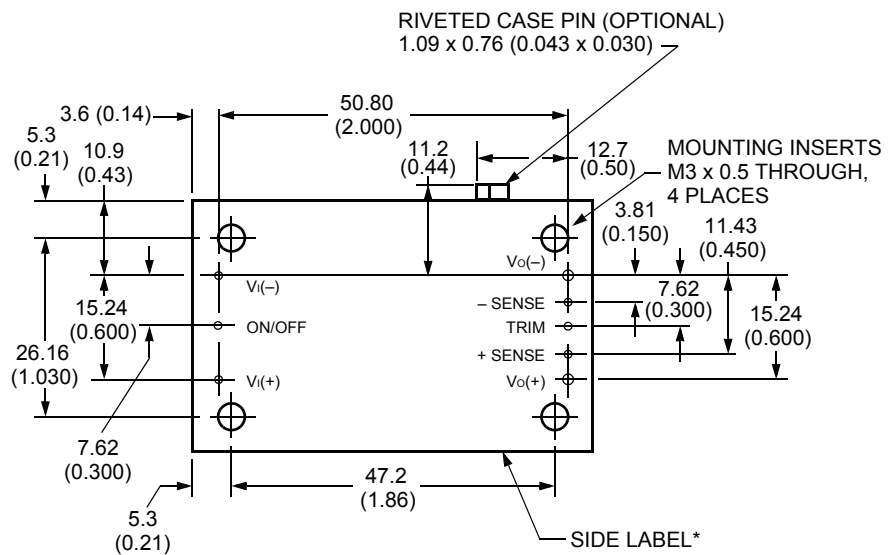 RIVETED CASE PIN (OPTIONAL)
1.09 x 0.76 (0.043 x 0.030)
3.6 (0.14)
50.80
(2.000)
5.3
(0.21)
10.9
(0.43)
11.2
(0.44)
12.7
(0.50)
MOUNTING INSERTS
M3 x 0.5 THROUGH,
4 PLACES
3.81
(0.150)
11.43
(0.450)
VI(–)
VO(–)
15.24
(0.600)
ON/OFF
– SENSE
TRIM
+ SENSE
7.62
(0.300)
15.24
(0.600)
26.16
(1.030)
VI(+)
VO(+)
7.62
(0.300)
47.2
(1.86)
5.3
(0.21)
SIDE LABEL*